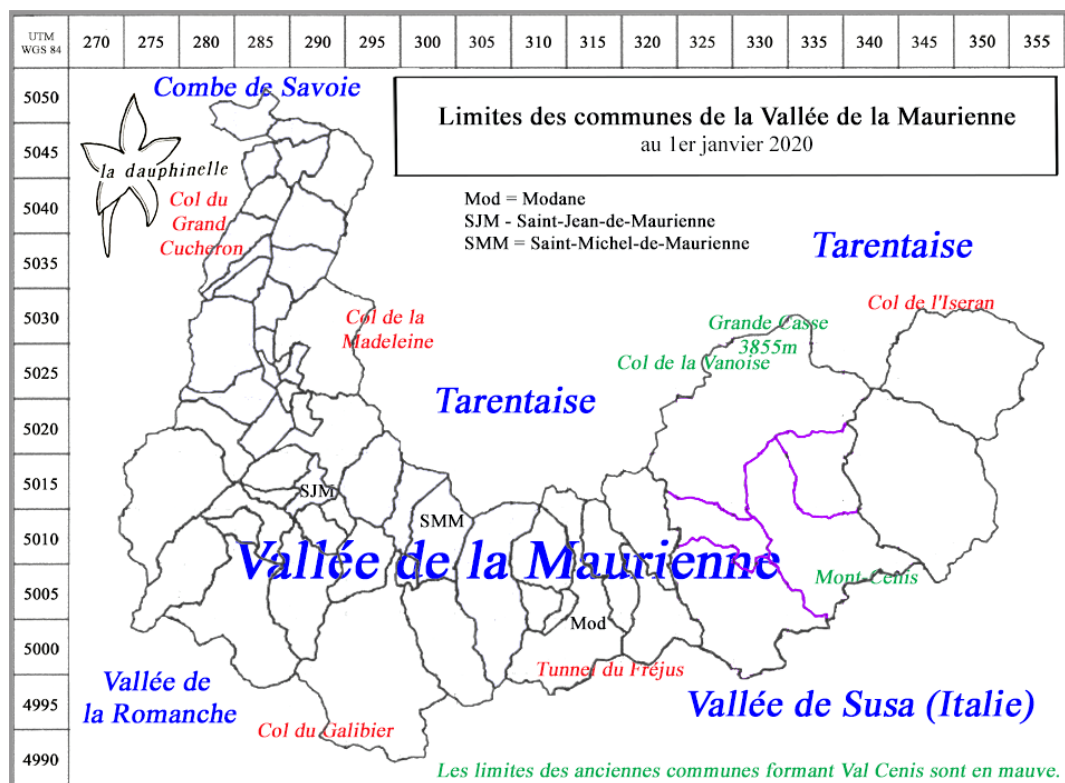 UTM
WGS 84
270 275 280 285 290 295 300 305 310 315 320 325 330 335 340 345 350 355
5050
5045
5040
5035
5030
5025
5020
5015
5010
5005
5000
4995
4990
Combe de Savoie
Limites des communes de la Vallée de la Maurienne
au 1er janvier 2020
la dauphinelle
Mod = Modane
SJM - Saint-Jean-de-Maurienne
SMM = Saint-Michel-de-Maurienne
Col du
Grand
Cucheron
Tarentaise
Col de l'Iseran
Col de la
Madeleine
Grande Casse
3855m
Col de la Vanoise
Tarentaise
SJM
SMM
Vallée de la Maurienne
Mont-Cenis
Mod
Tunnel du Fréjus
Vallée de
la Romanche
Vallée de Susa (Italie)
Col du Galibier
Les limites des anciennes communes formant Val Cenis sont en mauve.